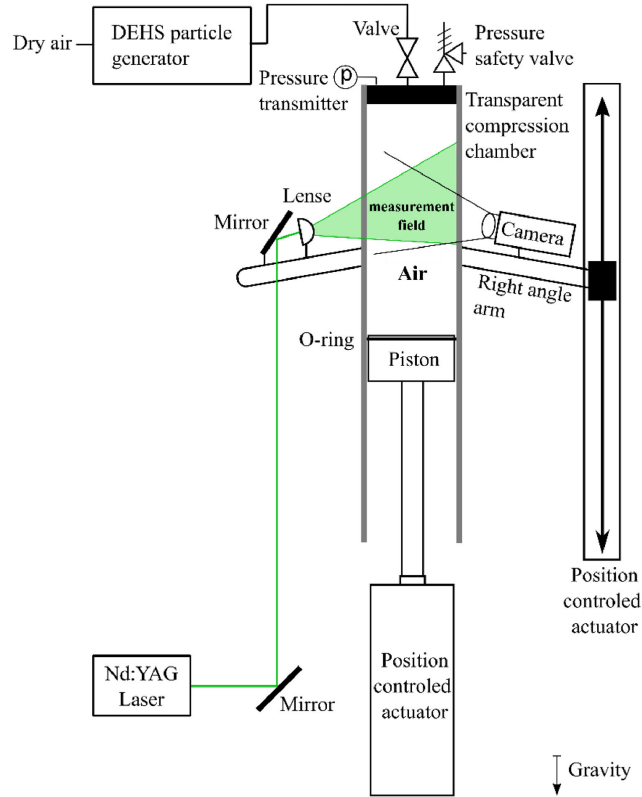 DEHS particle
generator
Dry air
Valve
Pressure
safety valve
Pressure
transmitter
p
Transparent
compression
chamber
Lense
Mirror
measurement
field
Camera
Air
Right angle
arm
O-ring
Piston
Position
controled
actuator
Nd:YAG
Laser
Mirror
Position
controled
actuator
Gravity